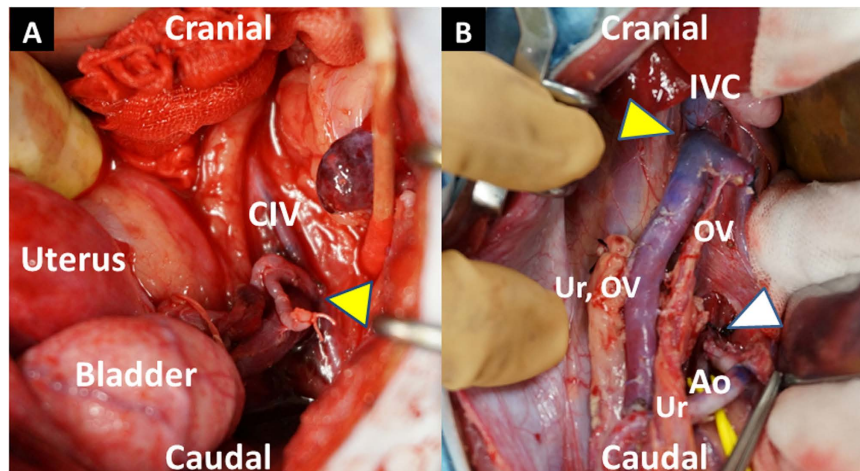 A
Cranial
CIV
Uterus
Bladder
Caudal
B
Cranial
IVC
OV
Ur, OV
Ao
Ur
Caudal